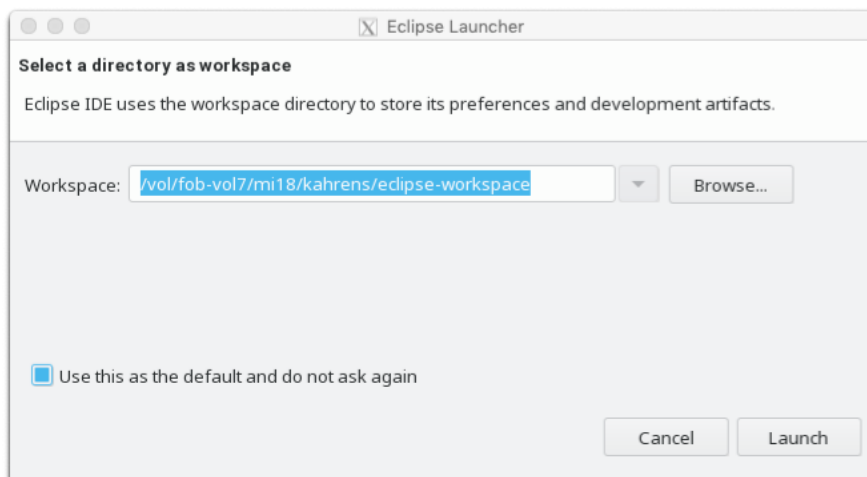 Eclipse Launcher
Select a directory as workspace
Eclipse IDE uses the workspace directory to store its preferences and development artifacts.
Workspace: /vol/fob-vol7/mi18/kahrens/eclipse-workspace Browse...
Use this as the default and do not ask again
Cancel Launch